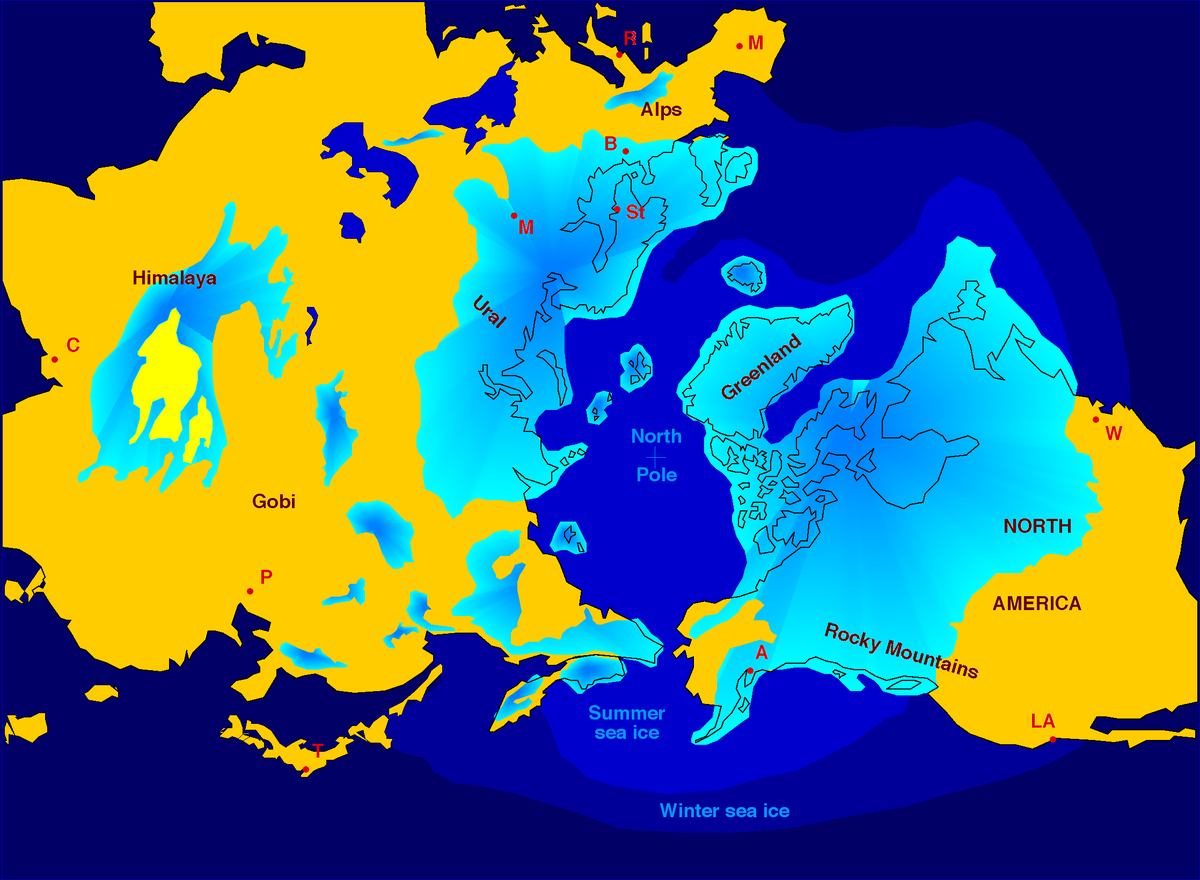 R
M
Alps
B
M
St
Himalaya
Ural
C
Greenland
North
Pole
W
Gobi
NORTH
AMERICA
P
Rocky Mountains
A
Summer
sea ice
LA
T
Winter sea ice